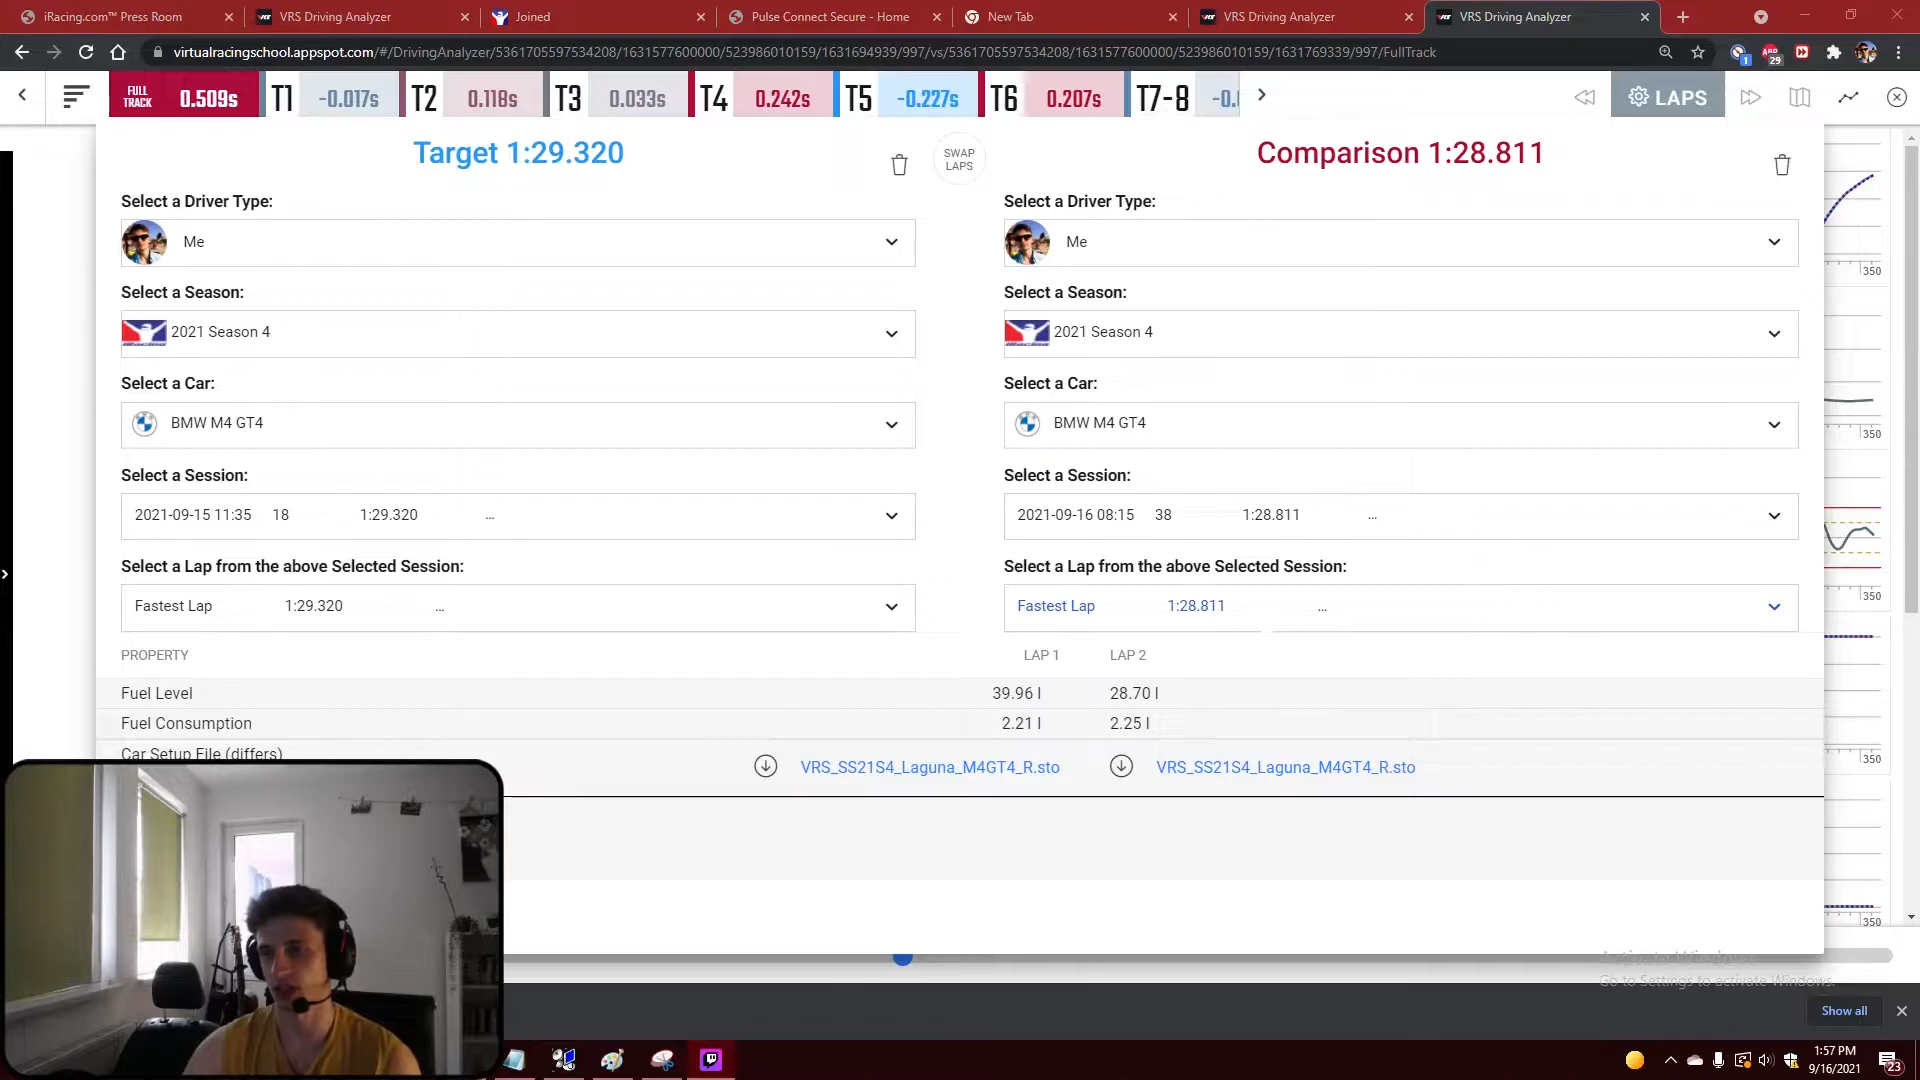 iRacing.com™ Press Room
VRS Driving Analyzer
Joined
Pulse Connect Secure - Home
New Tab
VRS Driving Analyzer
VRS Driving Analyzer
virtualracingschool.appspot.com/#/DrivingAnalyzer/5361705597534208/1631577600000/523986010159/1631694939/997/vs/5361705597534208/1631577600000/523986010159/1631769339/997/FullTrack
1
29
FULL TRACK 0.509s T1 -0.017s T2 0.118s T3 0.033s T4 0.242s T5 -0.227s T6 0.207s T7-8
LAPS
Target 1:29.320
SWAP LAPS
Comparison 1:28.811
Select a Driver Type:
Select a Driver Type:
Me
Me
Select a Season:
Select a Season:
2021 Season 4
2021 Season 4
Select a Car:
Select a Car:
BMW M4 GT4
BMW M4 GT4
Select a Session:
Select a Session:
2021-09-15 11:35 18 1:29.320 ...
2021-09-16 08:15 38 1:28.811 ...
Select a Lap from the above Selected Session:
Select a Lap from the above Selected Session:
Fastest Lap 1:29.320 ...
Fastest Lap 1:28.811 ...
PROPERTY LAP 1 LAP 2
Fuel Level 39.96 l 28.70 l
Fuel Consumption 2.21 l 2.25 l
Car Setup File (differs)
VRS_SS21S4_Laguna_M4GT4_R.sto VRS_SS21S4_Laguna_M4GT4_R.sto
350
350
350
350
350
Go to Settings to activate Windows.
Show all
1:57 PM
9/16/2021
23